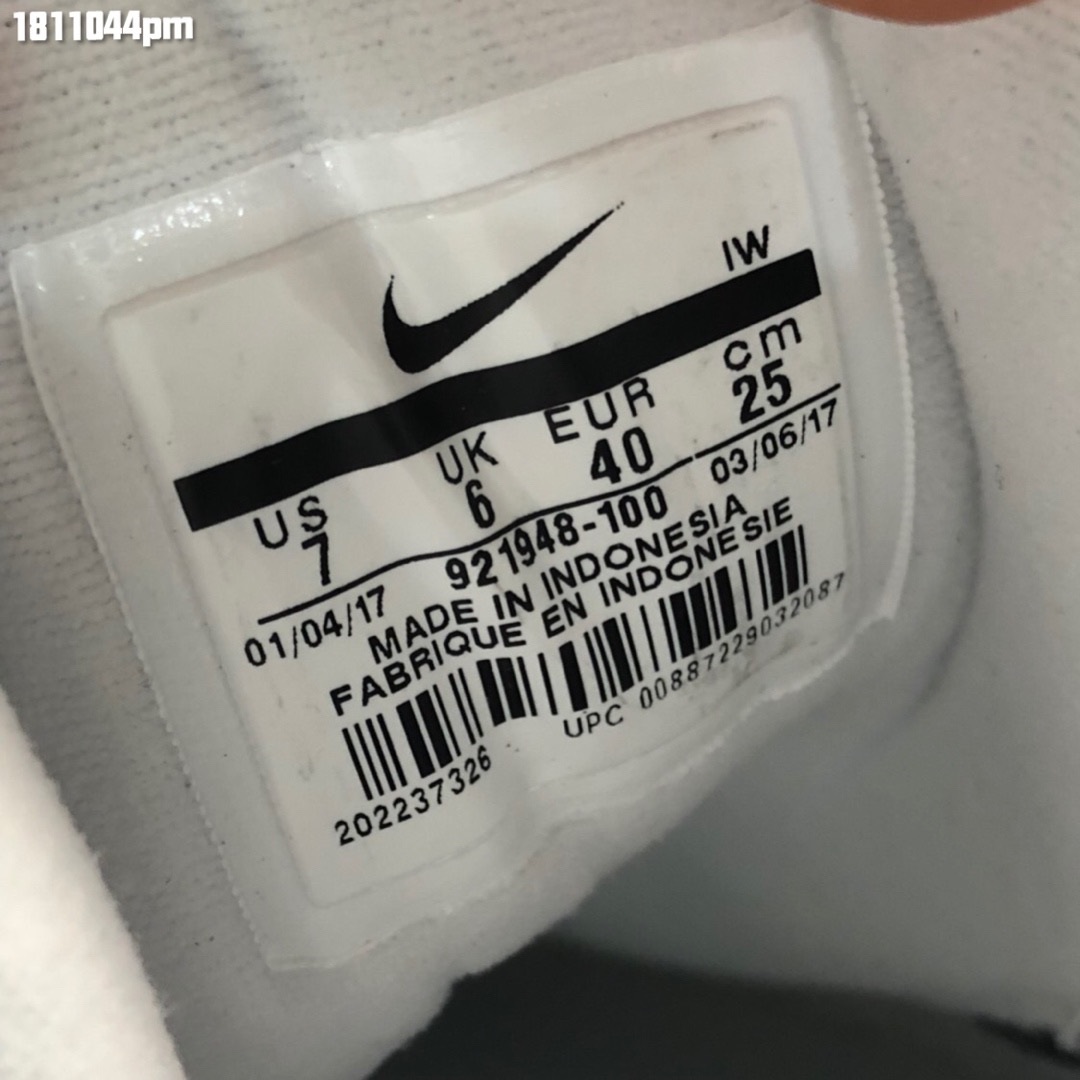 1811044pm
IW
US UK EUR cm
7 6 40 25
01/04/17 921948-100 03/06/17
MADE IN INDONESIA
FABRIQUE EN INDONESIE
202237326 UPC 00887229032087